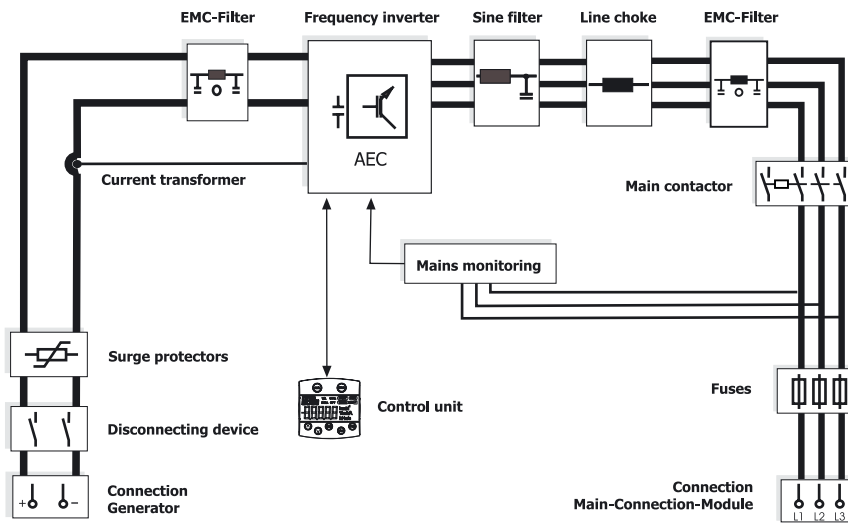 EMC-Filter
Frequency inverter
Sine filter
Line choke
EMC-Filter
AEC
Current transformer
Main contactor
Mains monitoring
Surge protectors
Control unit
Fuses
Disconnecting device
Connection
Generator
+
-
Connection
Main-Connection-Module
L1 L2 L3